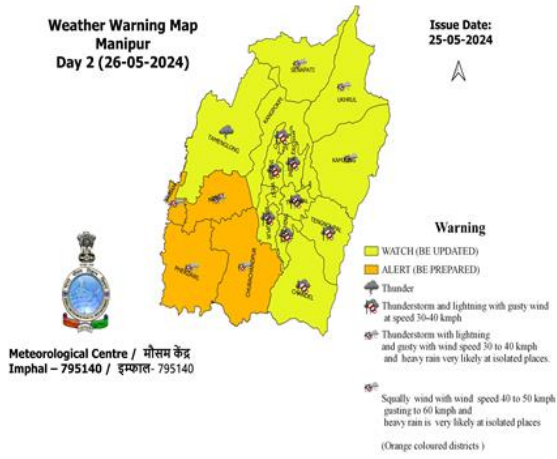 Weather Warning Map
Manipur
Day 2 (26-05-2024)
Issue Date:
25-05-2024
SENAPATI
UKHRUL
KANGPOKPI
TAMENGLONG
KAMJONG
TENGNOUPAL
CHURACHANDPUR
PHERZAWL
CHANDEL
Warning
WATCH (BE UPDATED)
ALERT (BE PREPARED)
Thunder
Thunderstorm and lightning with gusty wind
at speed 30-40 kmph
Thunderstorm with lightning
and gusty with wind speed 30 to 40 kmph
and heavy rain very likely at isolated places.
Squally wind with wind speed 40 to 50 kmph
gusting to 60 kmph and
heavy rain is very likely at isolated places
(Orange coloured districts )
Meteorological Centre / मौसम केंद्र
Imphal – 795140 / इम्फाल- 795140